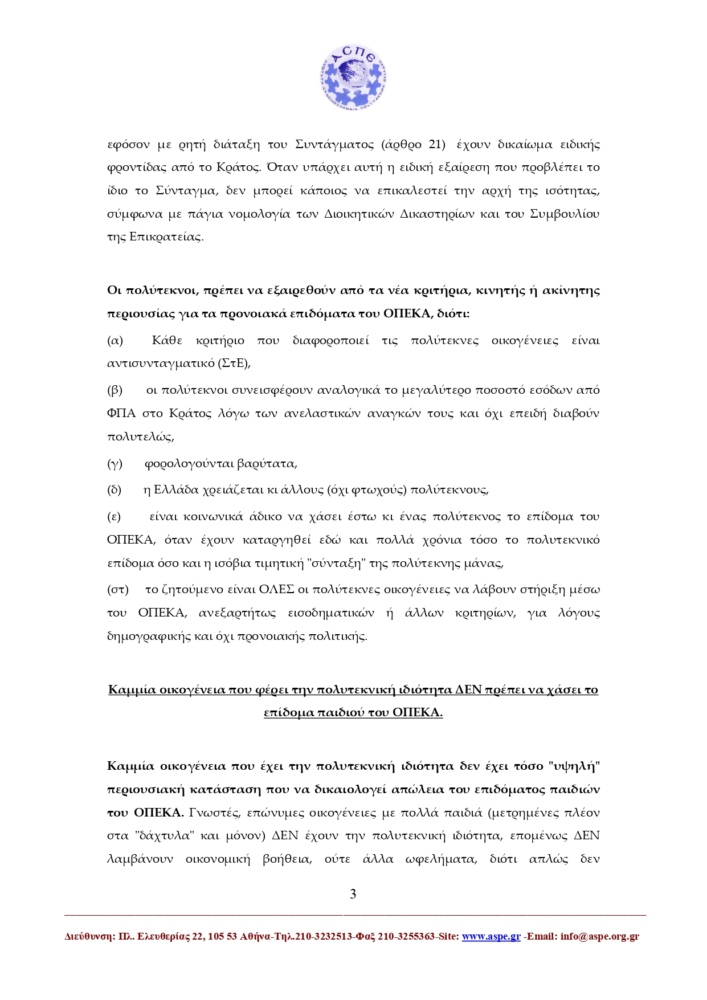 ΑΣΠΕ
ΑΝΩΤΑΤΗ ΣΥΝΟΜΟΣΠΟΝΔΙΑ ΠΟΛΥΤΕΚΝΩΝ ΕΛΛΑΔΟΣ
εφόσον με ρητή διάταξη του Συντάγματος (άρθρο 21) έχουν δικαίωμα ειδικής
φροντίδας από το Κράτος. Όταν υπάρχει αυτή η ειδική εξαίρεση που προβλέπει το
ίδιο το Σύνταγμα, δεν μπορεί κάποιος να επικαλεστεί την αρχή της ισότητας,
σύμφωνα με πάγια νομολογία των Διοικητικών Δικαστηρίων και του Συμβουλίου
της Επικρατείας.
Οι πολύτεκνοι, πρέπει να εξαιρεθούν από τα νέα κριτήρια, κινητής ή ακίνητης
περιουσίας για τα προνοιακά επιδόματα του ΟΠΕΚΑ, διότι:
(α) Κάθε κριτήριο που διαφοροποιεί τις πολύτεκνες οικογένειες είναι
αντισυνταγματικό (ΣτΕ),
(β) οι πολύτεκνοι συνεισφέρουν αναλογικά το μεγαλύτερο ποσοστό εσόδων από
ΦΠΑ στο Κράτος λόγω των ανελαστικών αναγκών τους και όχι επειδή διαβούν
πολυτελώς,
(γ) φορολογούνται βαρύτατα,
(δ) η Ελλάδα χρειάζεται κι άλλους (όχι φτωχούς) πολύτεκνους,
(ε) είναι κοινωνικά άδικο να χάσει έστω κι ένας πολύτεκνος το επίδομα του
ΟΠΕΚΑ, όταν έχουν καταργηθεί εδώ και πολλά χρόνια τόσο το πολυτεκνικό
επίδομα όσο και η ισόβια τιμητική "σύνταξη" της πολύτεκνης μάνας,
(στ) το ζητούμενο είναι ΟΛΕΣ οι πολύτεκνες οικογένειες να λάβουν στήριξη μέσω
του ΟΠΕΚΑ, ανεξαρτήτως εισοδηματικών ή άλλων κριτηρίων, για λόγους
δημογραφικής και όχι προνοιακής πολιτικής.
Καμμία οικογένεια που φέρει την πολυτεκνική ιδιότητα ΔΕΝ πρέπει να χάσει το
επίδομα παιδιού του ΟΠΕΚΑ.
Καμμία οικογένεια που έχει την πολυτεκνική ιδιότητα δεν έχει τόσο "υψηλή"
περιουσιακή κατάσταση που να δικαιολογεί απώλεια του επιδόματος παιδιών
του ΟΠΕΚΑ. Γνωστές, επώνυμες οικογένειες με πολλά παιδιά (μετρημένες πλέον
στα "δάχτυλα" και μόνον) ΔΕΝ έχουν την πολυτεκνική ιδιότητα, επομένως ΔΕΝ
λαμβάνουν οικονομική βοήθεια, ούτε άλλα ωφελήματα, διότι απλώς δεν
3
Διεύθυνση: Πλ. Ελευθερίας 22, 105 53 Αθήνα-Τηλ.210-3232513-Φαξ 210-3255363-Site: www.aspe.gr -Email: info@aspe.org.gr